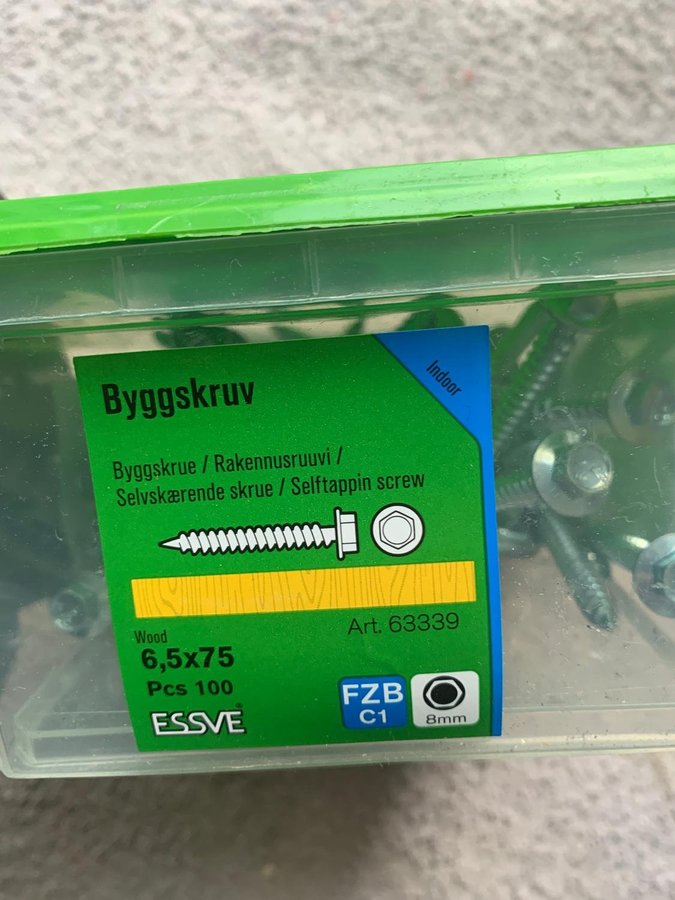 Indoor
Byggskruv
Byggskrue / Rakennusruuvi /
Selvskærende skrue / Selftappin screw
Art. 63339
Wood
6,5x75
Pcs 100
ESSVE®
FZB
C1
8mm